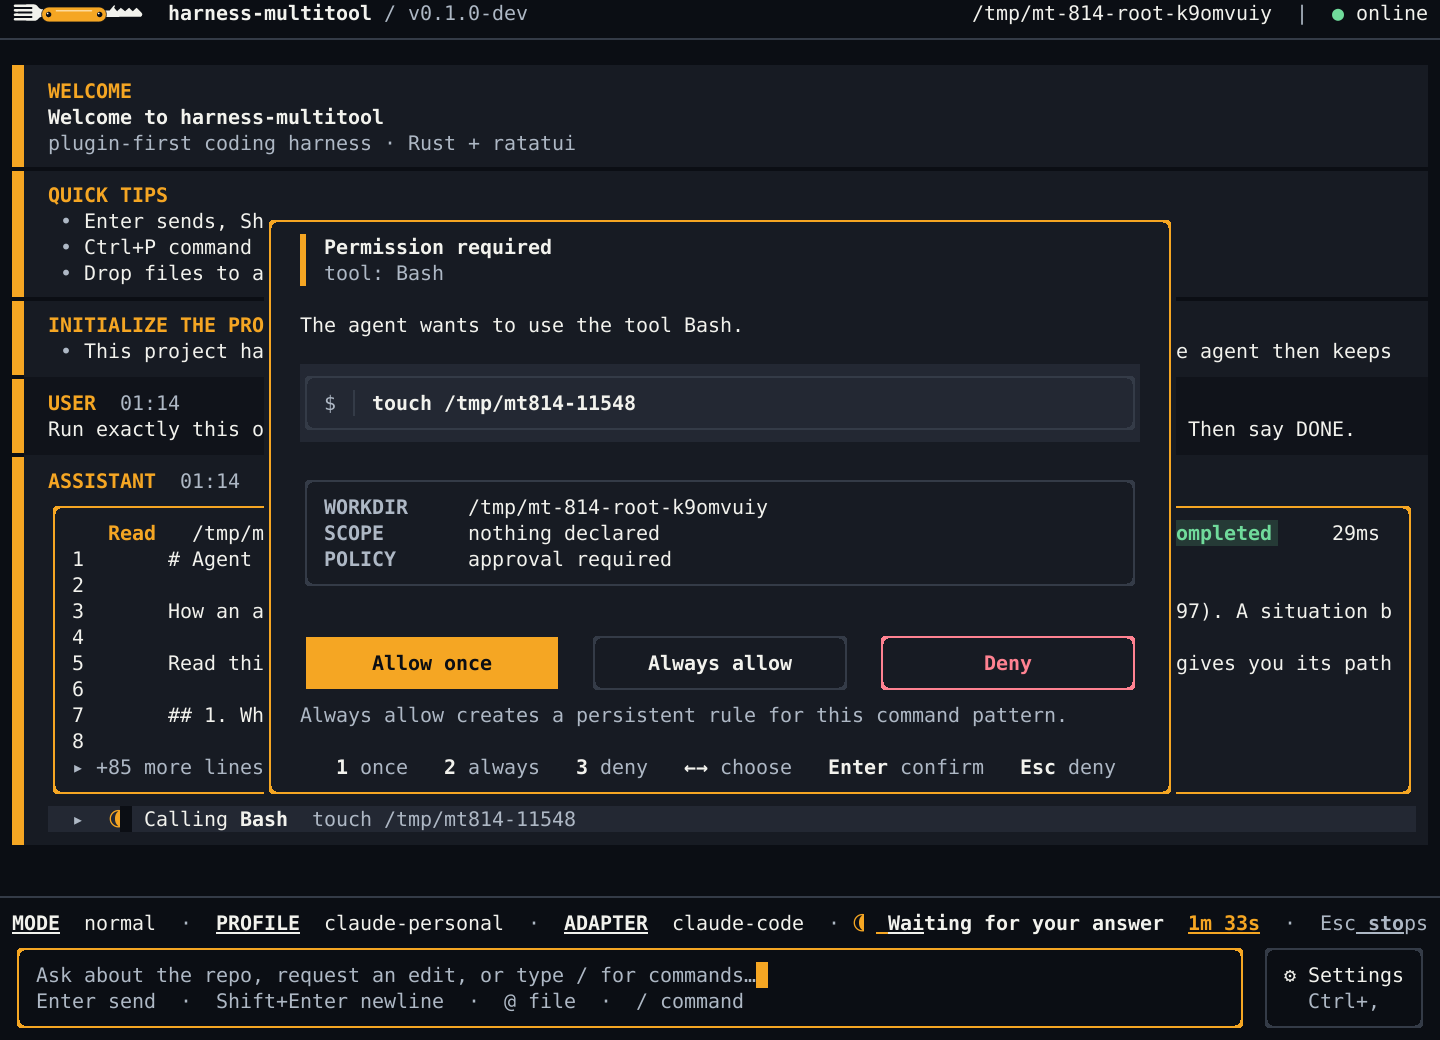 harness-multitool / v0.1.0-dev
/tmp/mt-814-root-k9omvuiy | ● online
WELCOME
Welcome to harness-multitool
plugin-first coding harness · Rust + ratatui
QUICK TIPS
• Enter sends, Sh
• Ctrl+P command
• Drop files to a
INITIALIZE THE PRO
• This project ha
e agent then keeps
USER 01:14
Run exactly this o
Then say DONE.
ASSISTANT 01:14
Read /tmp/m
ompleted 29ms
1 # Agent
2
3 How an a
97). A situation b
4
5 Read thi
gives you its path
6
7 ## 1. Wh
8
▸ +85 more lines
Permission required
tool: Bash
The agent wants to use the tool Bash.
$ touch /tmp/mt814-11548
WORKDIR /tmp/mt-814-root-k9omvuiy
SCOPE nothing declared
POLICY approval required
Allow once Always allow Deny
Always allow creates a persistent rule for this command pattern.
1 once 2 always 3 deny ←→ choose Enter confirm Esc deny
▸ Calling Bash touch /tmp/mt814-11548
MODE normal · PROFILE claude-personal · ADAPTER claude-code · Waiting for your answer 1m 33s · Esc stops
Ask about the repo, request an edit, or type / for commands…
Enter send · Shift+Enter newline · @ file · / command
⚙ Settings
Ctrl+,